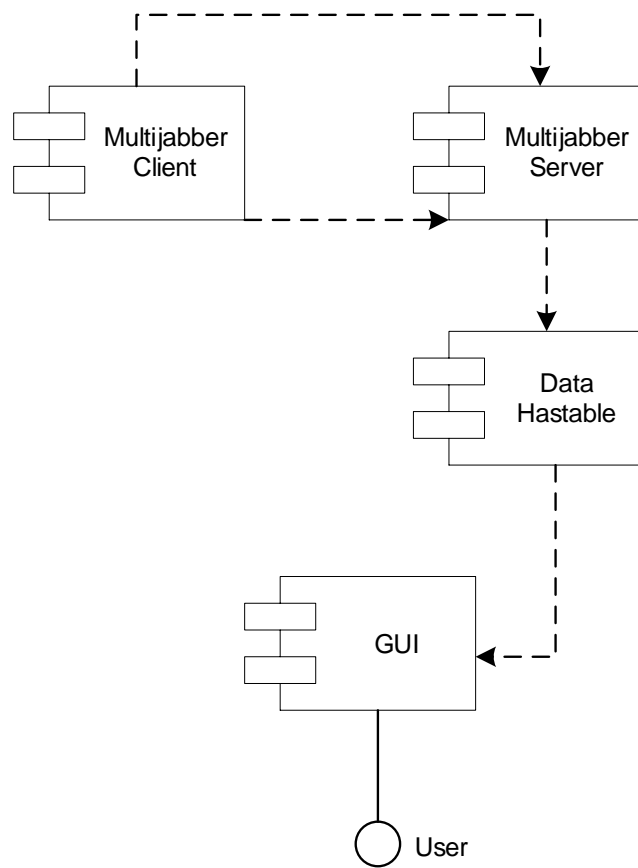 Multijabber
Client
Multijabber
Server
Data
Hastable
GUI
User